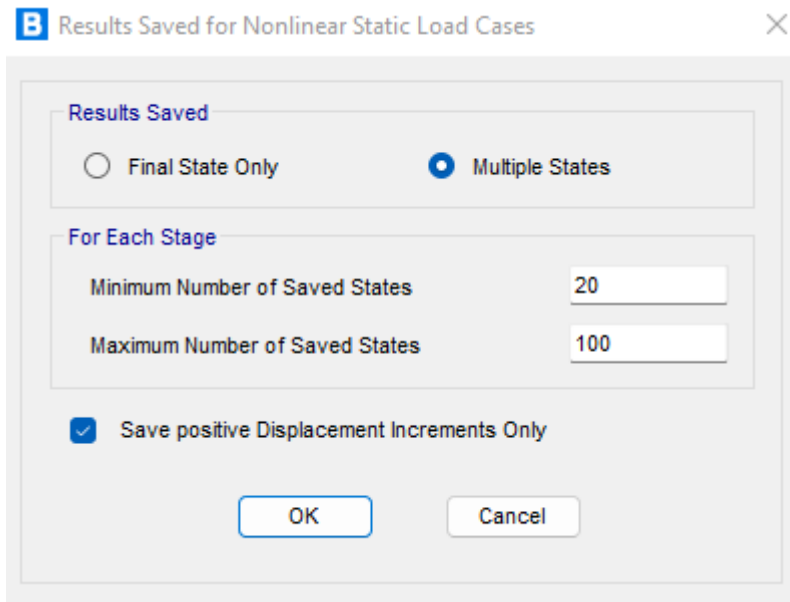 B Results Saved for Nonlinear Static Load Cases
Results Saved
Final State Only Multiple States
For Each Stage
Minimum Number of Saved States 20
Maximum Number of Saved States 100
Save positive Displacement Increments Only
OK Cancel